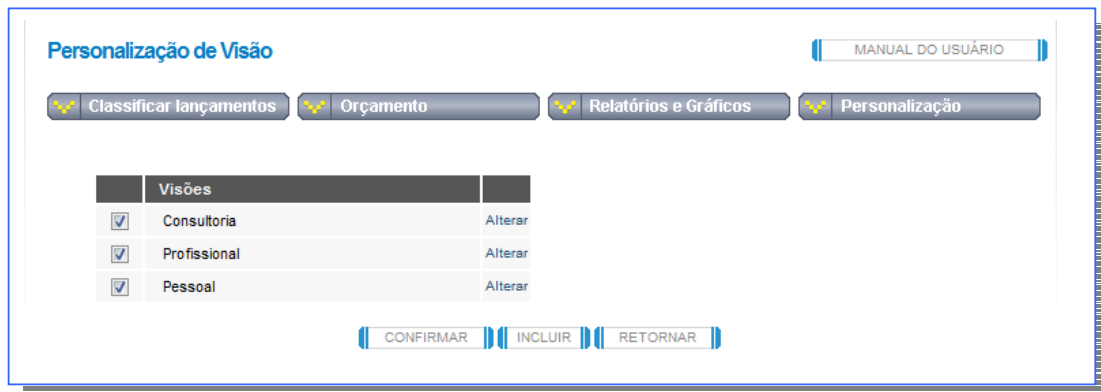 Personalização de Visão
MANUAL DO USUÁRIO
Classificar lançamentos Orçamento Relatórios e Gráficos Personalização
Visões
Consultoria Alterar
Profissional Alterar
Pessoal Alterar
CONFIRMAR INCLUIR RETORNAR